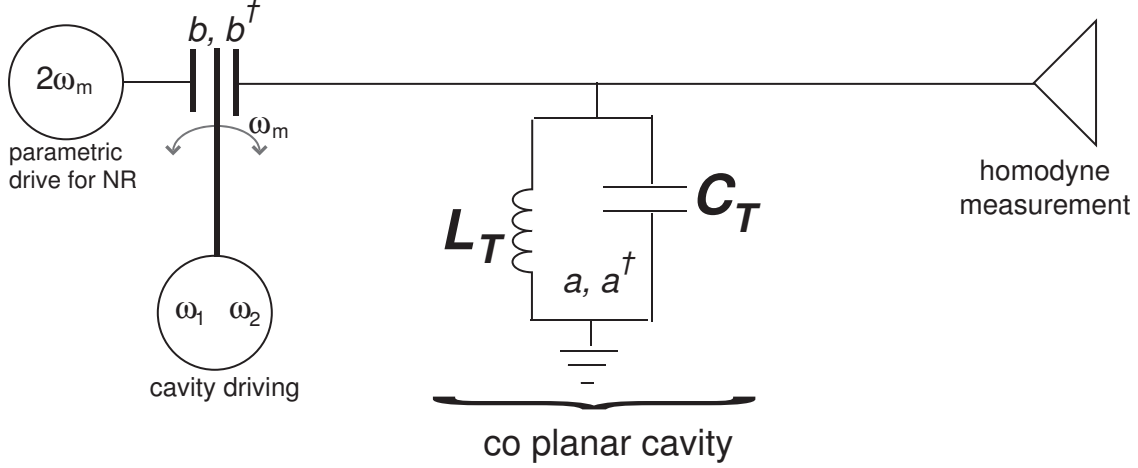 b, b†
2ωm
ωm
parametric
drive for NR
homodyne
measurement
LT
CT
a, a†
ω1 ω2
cavity driving
co planar cavity